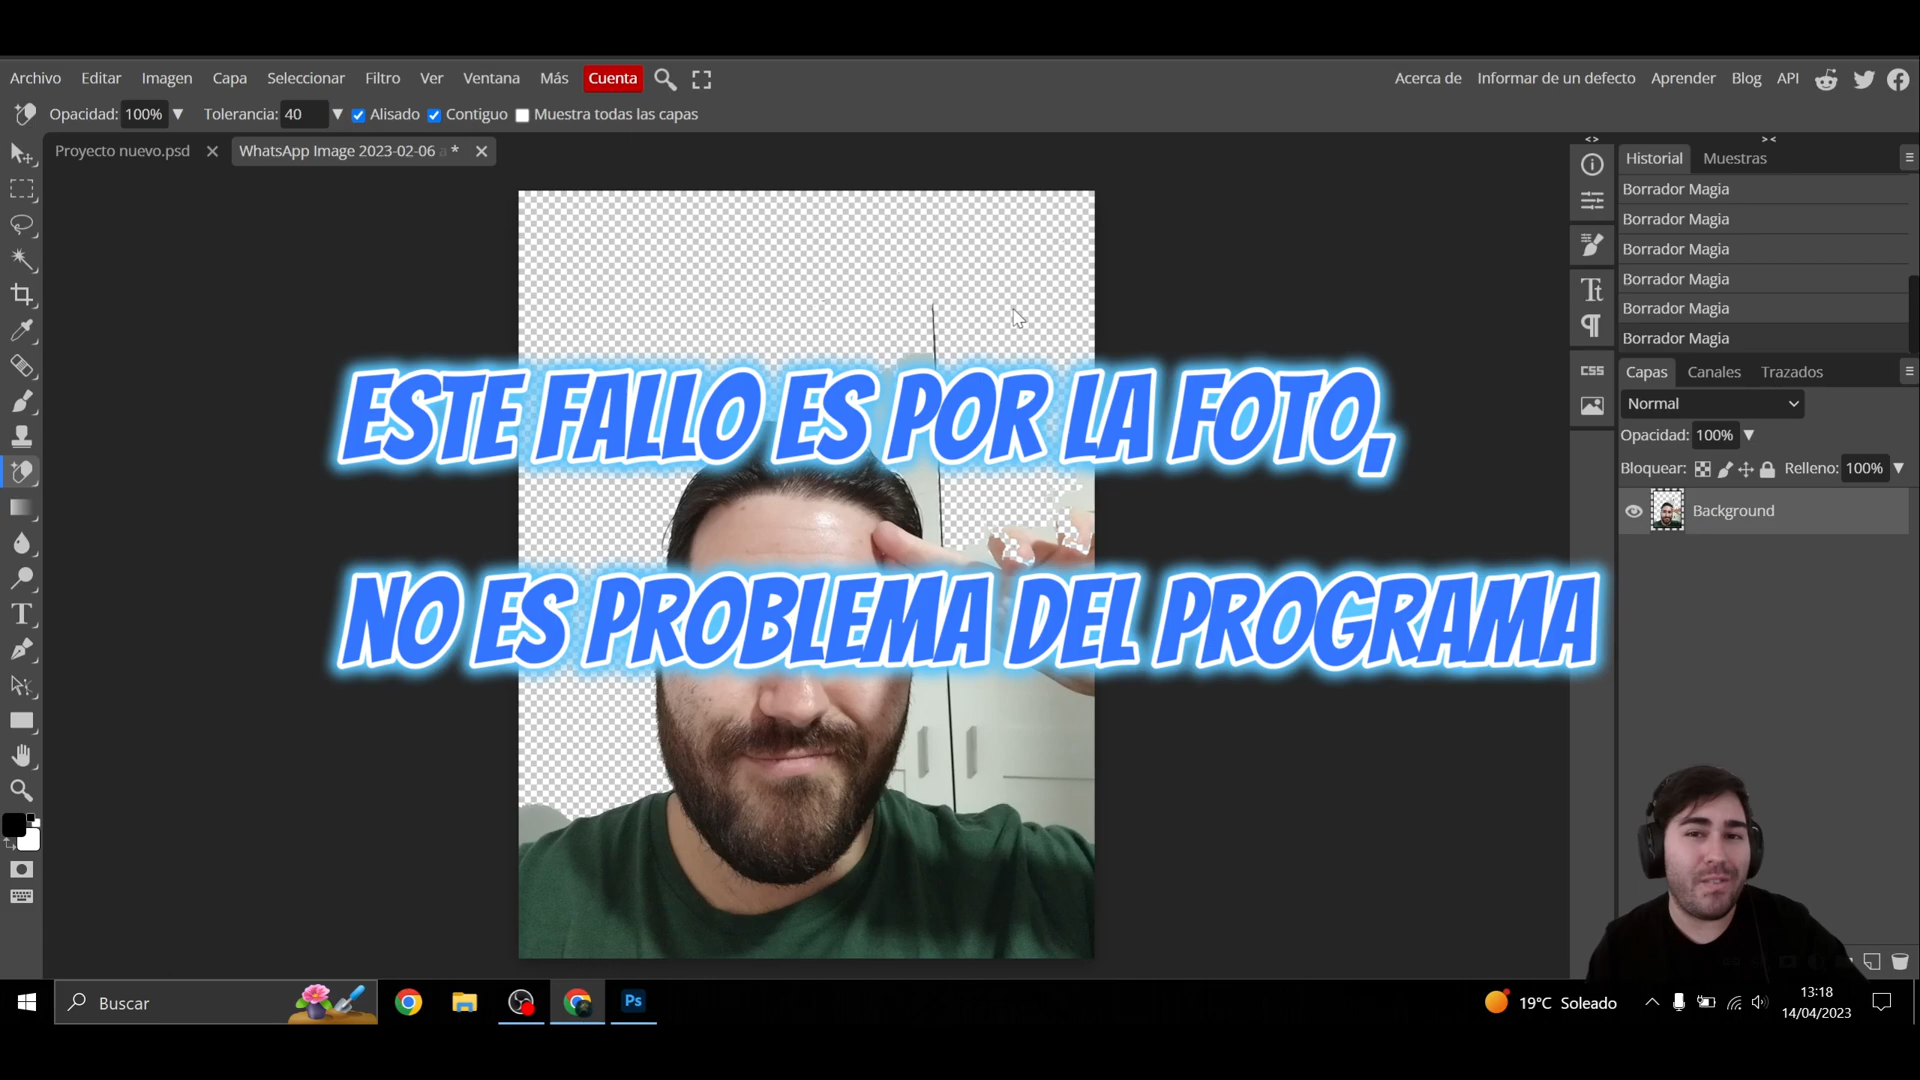 Archivo Editar Imagen Capa Seleccionar Filtro Ver Ventana Más Cuenta Acerca de Informar de un defecto Aprender Blog API
Opacidad: 100% Tolerancia: 40 Alisado Contiguo Muestra todas las capas
Proyecto nuevo.psd WhatsApp Image 2023-02-06 a *
Historial Muestras
Borrador Magia
Borrador Magia
Borrador Magia
Borrador Magia
Borrador Magia
Borrador Magia
CSS
Capas Canales Trazados
Normal
Opacidad: 100%
Bloquear: Relleno: 100%
Background
ESTE FALLO ES POR LA FOTO,
NO ES PROBLEMA DEL PROGRAMA
Buscar
Ps
19°C Soleado
13:18
14/04/2023